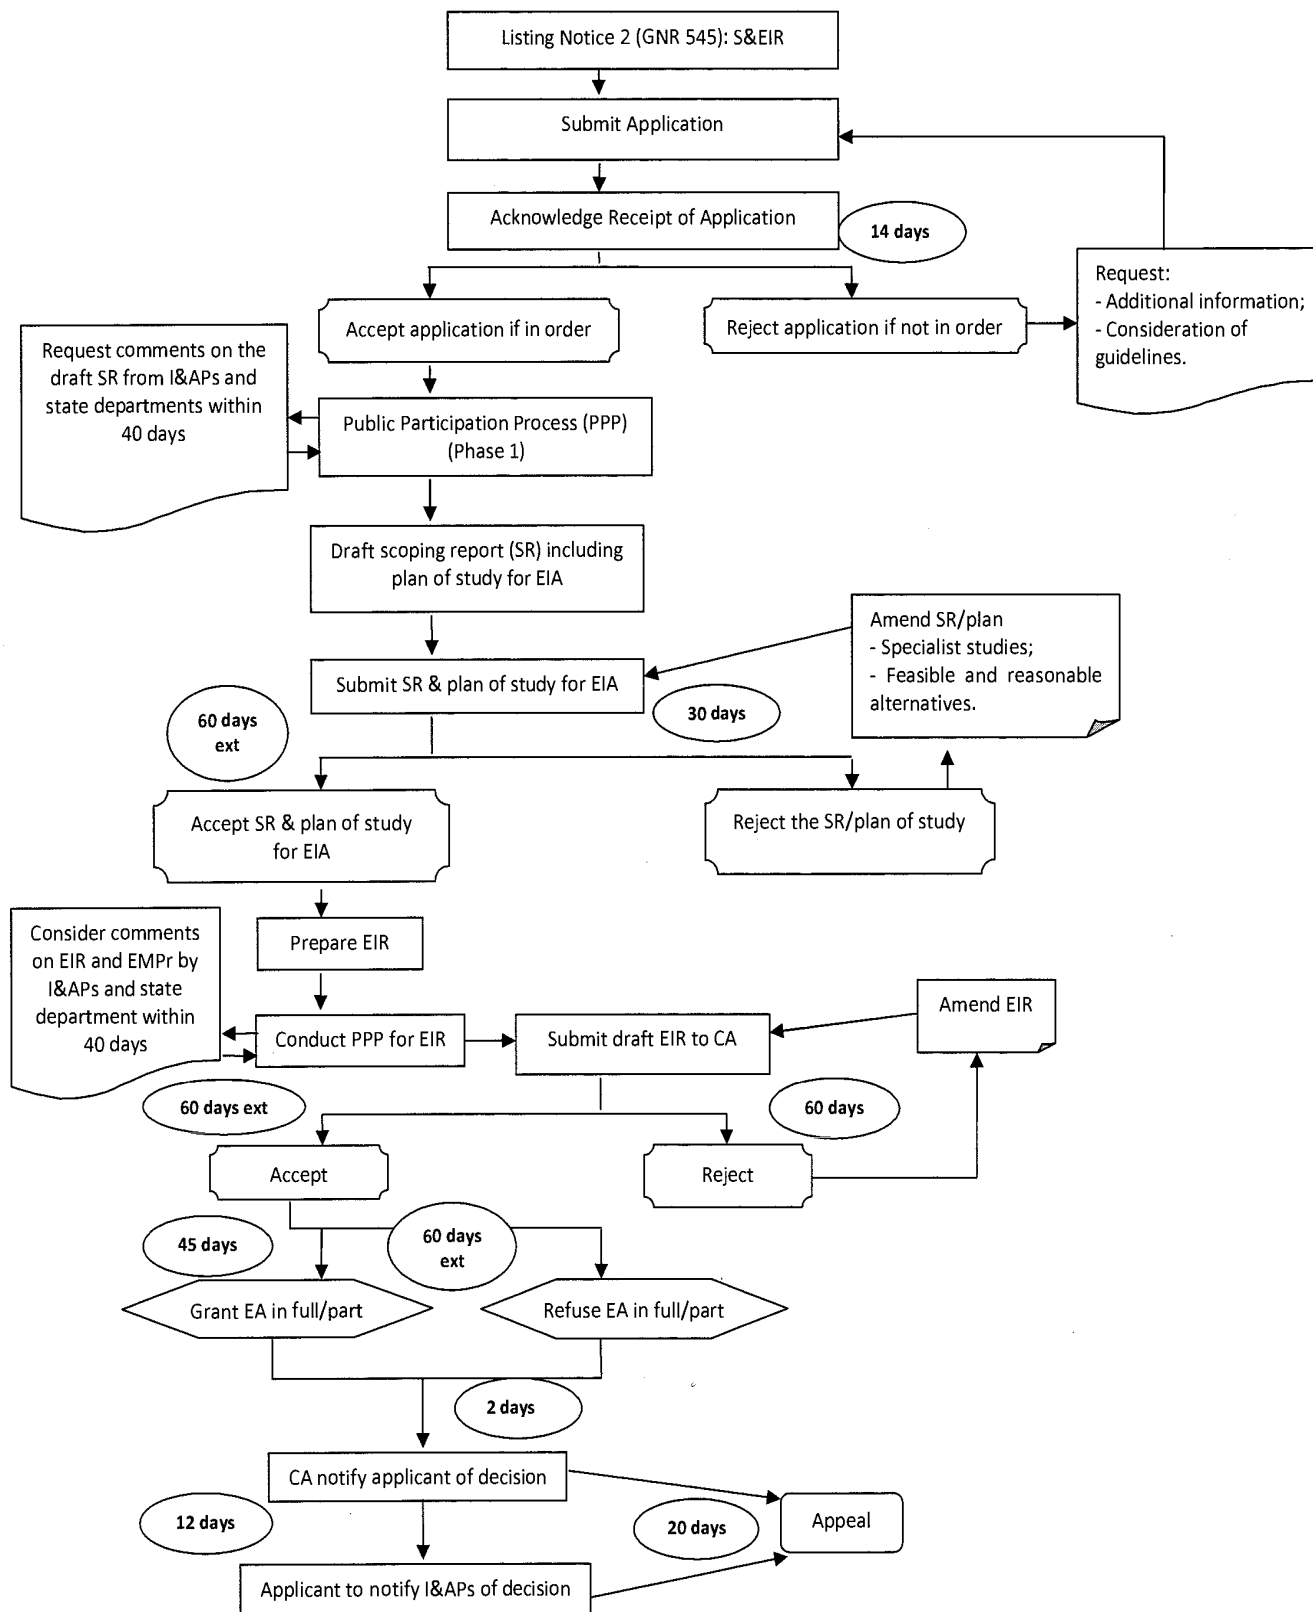 Listing Notice 2 (GNR 545): S&EIR
Submit Application
Acknowledge Receipt of Application
14 days
Request:
- Additional information;
- Consideration of
guidelines.
Accept application if in order
Reject application if not in order
Request comments on the
draft SR from I&APs and
state departments within
40 days
Public Participation Process (PPP)
(Phase 1)
Draft scoping report (SR) including
plan of study for EIA
Amend SR/plan
- Specialist studies;
- Feasible and reasonable
alternatives.
Submit SR & plan of study for EIA
60 days
ext
30 days
Accept SR & plan of study
for EIA
Reject the SR/plan of study
Consider comments
on EIR and EMPr by
I&APs and state
department within
40 days
Prepare EIR
Conduct PPP for EIR
Submit draft EIR to CA
Amend EIR
60 days ext
60 days
Accept
Reject
45 days
60 days
ext
Grant EA in full/part
Refuse EA in full/part
2 days
CA notify applicant of decision
12 days
20 days
Appeal
Applicant to notify I&APs of decision